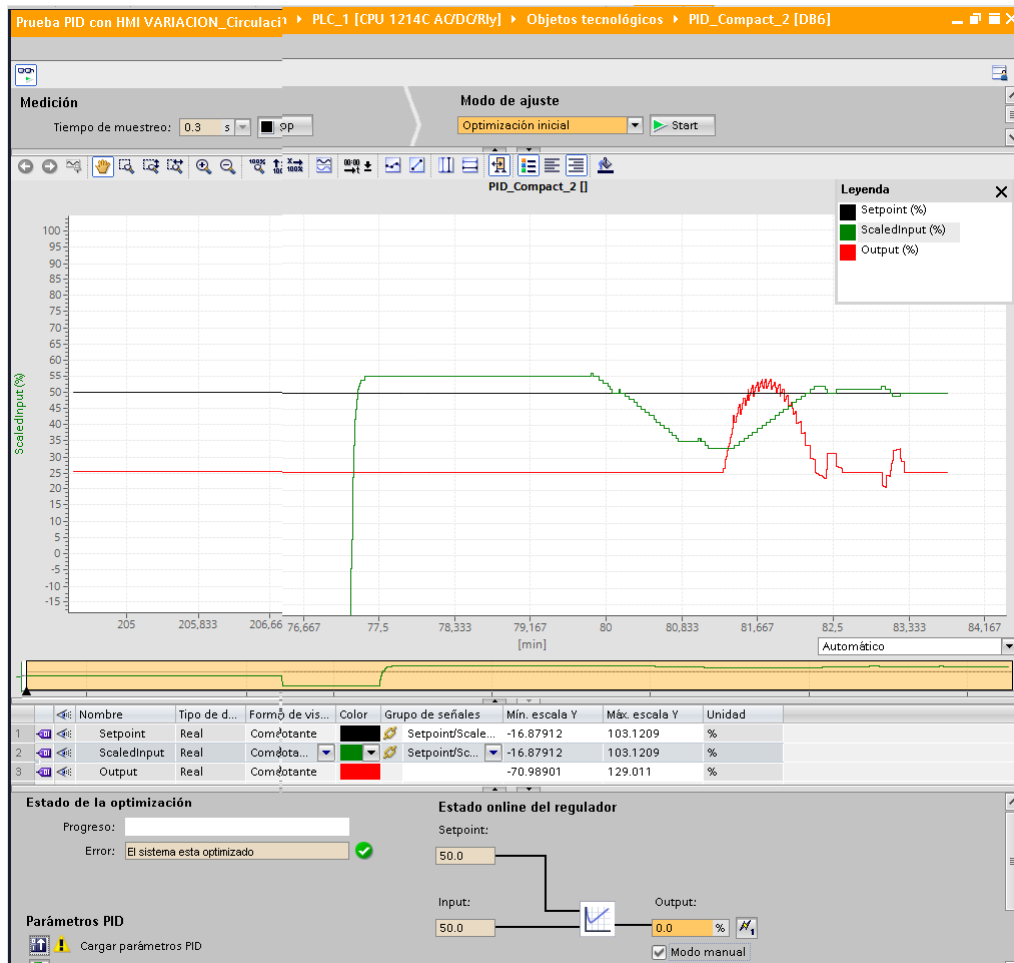 Prueba PID con HMI VARIACION_Circulaci › PLC_1 [CPU 1214C AC/DC/Rly] › Objetos tecnológicos › PID_Compact_2 [DB6]
Medición
Modo de ajuste
Tiempo de muestreo: 0.3 s
Optimización inicial
Start
PID_Compact_2 []
Leyenda
Setpoint (%)
ScaledInput (%)
Output (%)
ScaledInput (%)
100
95
90
85
80
75
70
65
60
55
50
45
40
35
30
25
20
15
10
5
0
-5
-10
-15
205 205,833 206,66 76,667 77,5 78,333 79,167 80 80,833 81,667 82,5 83,333 84,167
[min]
Automático
Nombre Tipo de d... Color Grupo de señales Mín. escala Y Máx. escala Y Unidad
1 Setpoint Real Setpoint/Scale... -16.87912 103.1209 %
2 ScaledInput Real Setpoint/Sc... -16.87912 103.1209 %
3 Output Real -70.98901 129.011 %
Estado de la optimización
Estado online del regulador
Progreso:
Setpoint:
Error: El sistema esta optimizado
50.0
Input:
Output:
50.0
0.0 %
Modo manual
Parámetros PID
Cargar parámetros PID